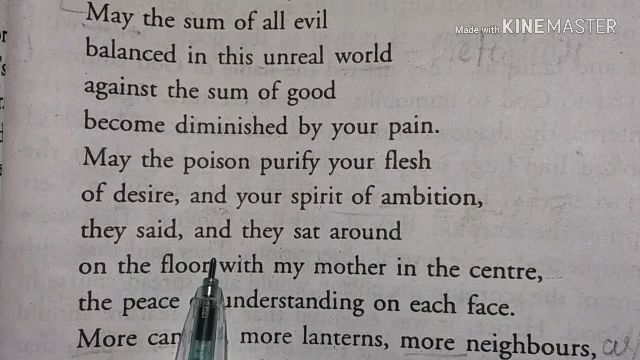 May the sum of all evil
Made with KINEMASTER
balanced in this unreal world
against the sum of good
become diminished by your pain.
May the poison purify your flesh
of desire, and your spirit of ambition,
they said, and they sat around
on the floor with my mother in the centre,
the peace understanding on each face.
More lanterns, more neighbours,